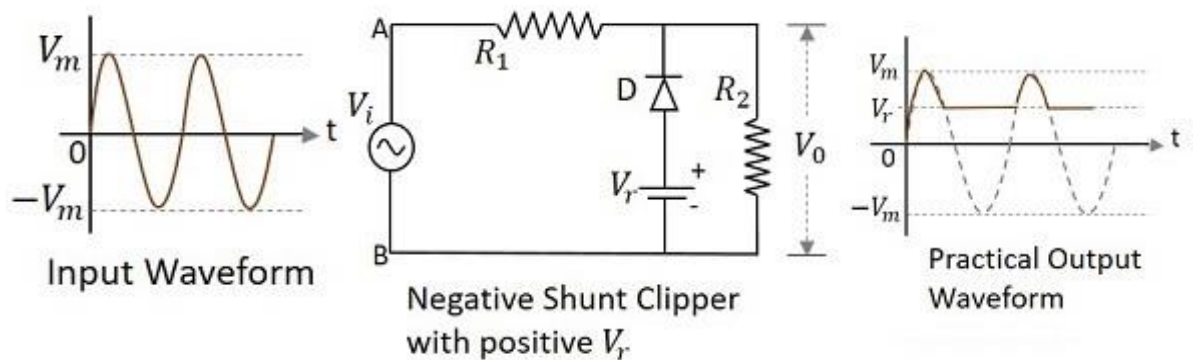 V_m
0
t
-V_m
Input Waveform
A
R_1
D
R_2
V_i
V_0
V_r
+
-
B
Negative Shunt Clipper
with positive V_r
V_m
V_r
0
t
-V_m
Practical Output
Waveform